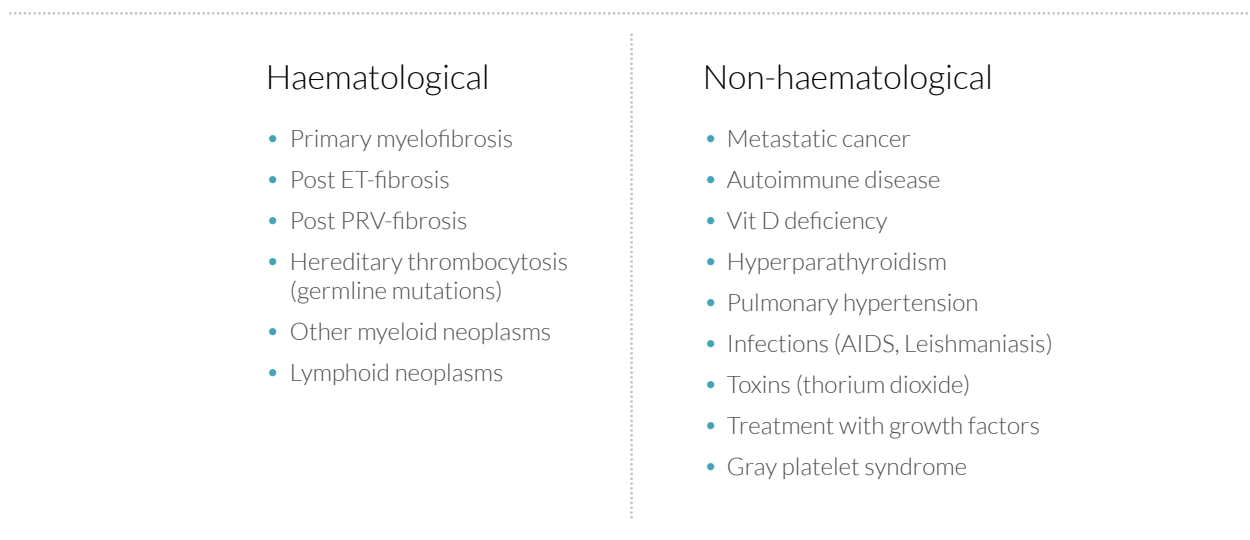 Haematological
• Primary myelofibrosis
• Post ET-fibrosis
• Post PRV-fibrosis
• Hereditary thrombocytosis
(germline mutations)
• Other myeloid neoplasms
• Lymphoid neoplasms
Non-haematological
• Metastatic cancer
• Autoimmune disease
• Vit D deficiency
• Hyperparathyroidism
• Pulmonary hypertension
• Infections (AIDS, Leishmaniasis)
• Toxins (thorium dioxide)
• Treatment with growth factors
• Gray platelet syndrome